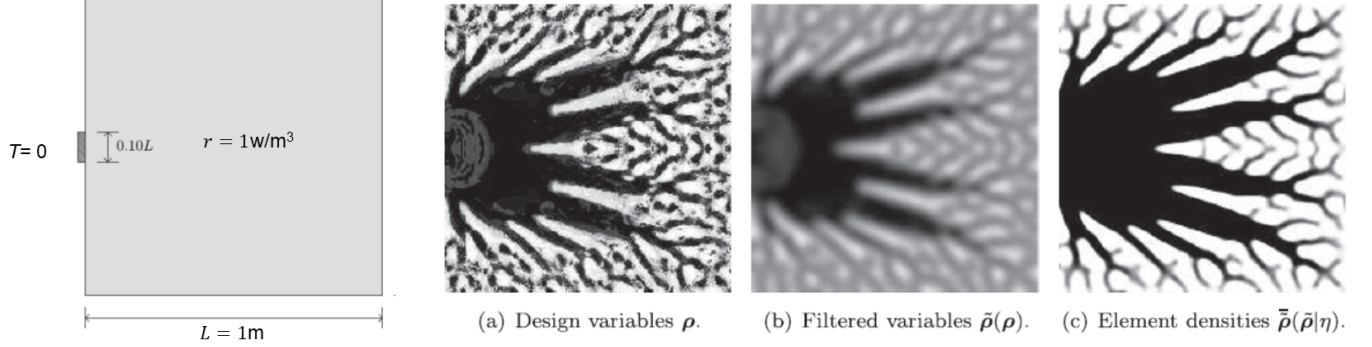 T= 0
0.10L
r = 1w/m³
L = 1m
(a) Design variables ρ.
(b) Filtered variables ρ̃(ρ).
(c) Element densities ρ̃̄(ρ̃|η).